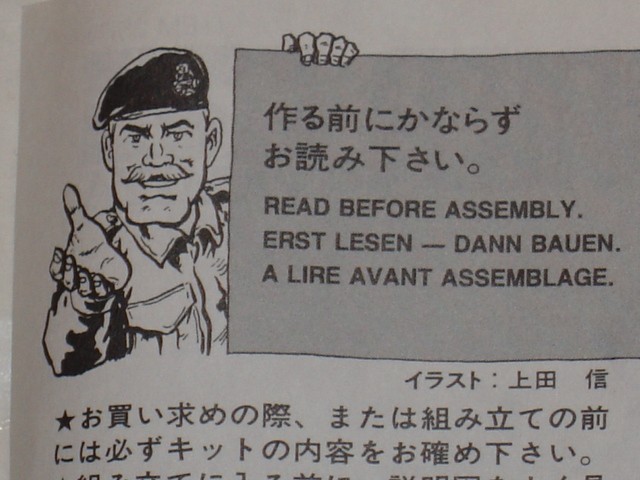 作る前にかならず
お読み下さい。
READ BEFORE ASSEMBLY.
ERST LESEN — DANN BAUEN.
A LIRE AVANT ASSEMBLAGE.
イラスト：上田　信
★お買い求めの際、または組み立ての前
には必ずキットの内容をお確め下さい。